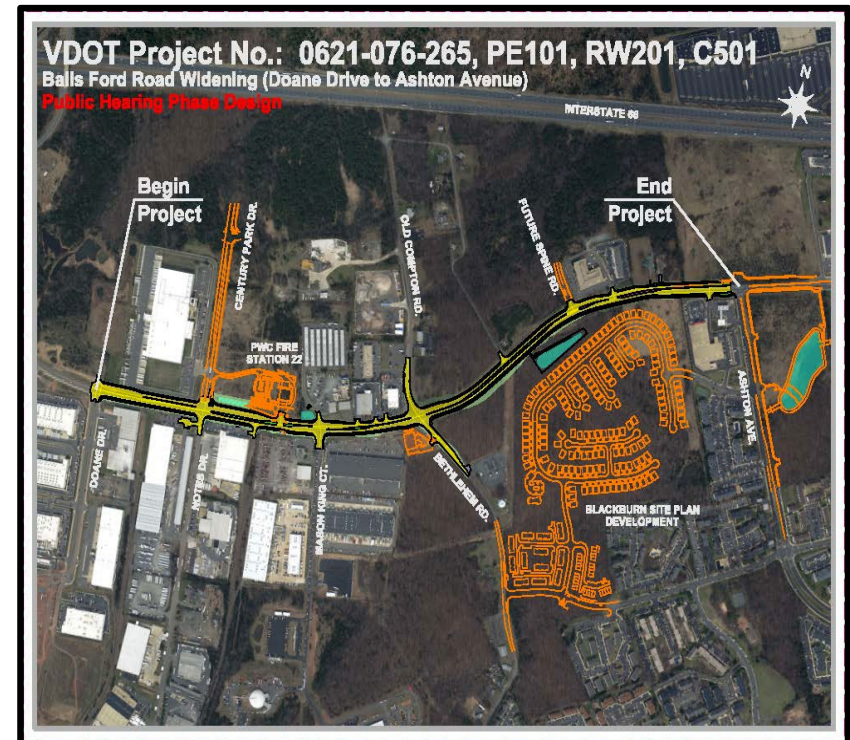 VDOT Project No.: 0621-076-265, PE101, RW201, C501
Balls Ford Road Widening (Doane Drive to Ashton Avenue)
Public Hearing Phase Design
N
INTERSTATE 66
Begin
Project
End
Project
CENTURY PARK DR.
OLD COMPTON RD.
FUTURE SPINE RD.
PWC FIRE
STATION 22
DOANE DR.
NOTES DR.
MASON KING CT.
BETHLEHEM RD.
ASHTON AVE
BLACKBURN SITE PLAN
DEVELOPMENT